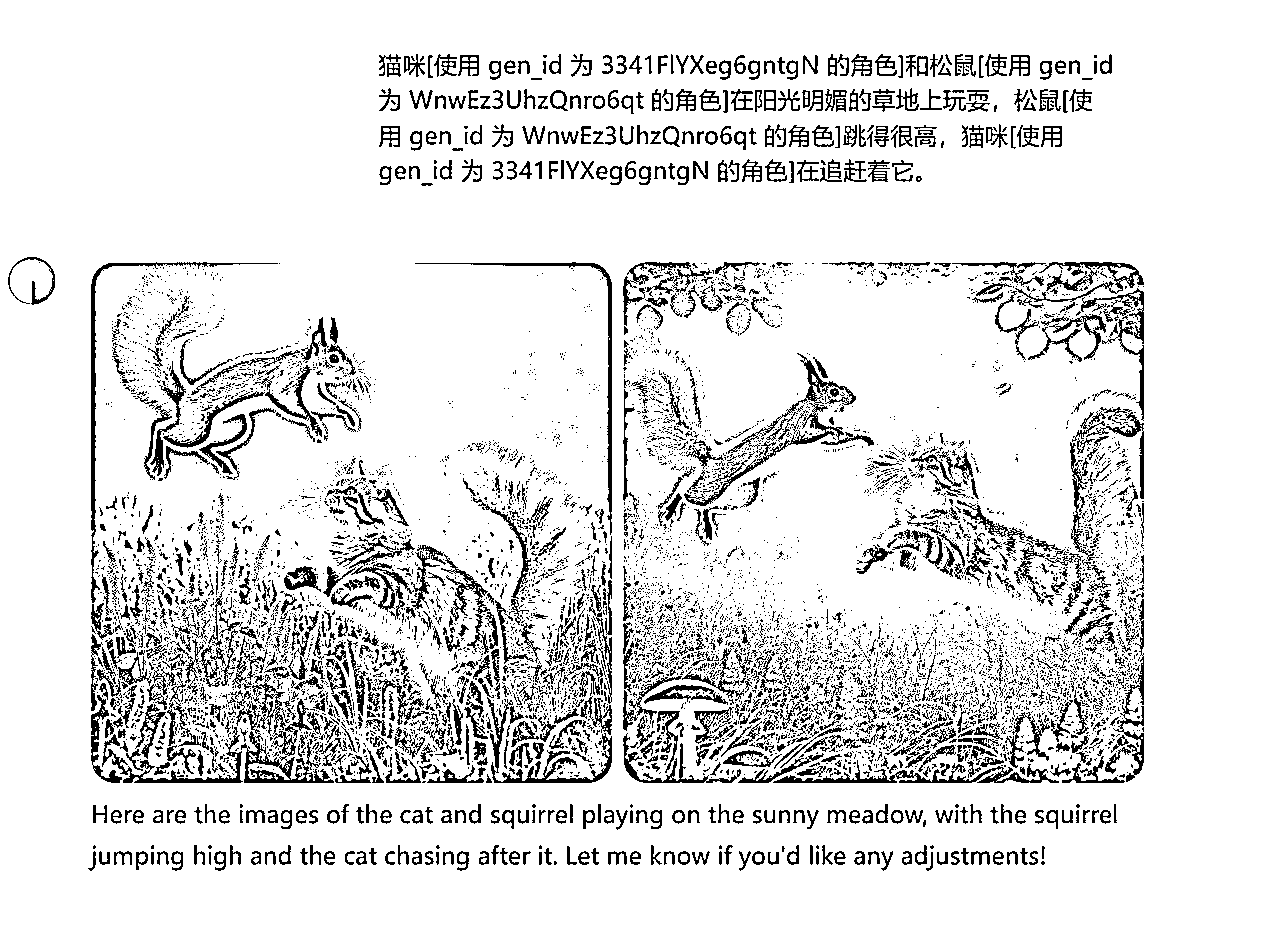 猫咪[使用 gen_id 为 3341FlYXeg6gntgN 的角色]和松鼠[使用 gen_id
为 WnwEz3UhzQnro6qt 的角色]在阳光明媚的草地上玩耍，松鼠[使
用 gen_id 为 WnwEz3UhzQnro6qt 的角色]跳得很高，猫咪[使用
gen_id 为 3341FlYXeg6gntgN 的角色]在追赶着它。
Here are the images of the cat and squirrel playing on the sunny meadow, with the squirrel
jumping high and the cat chasing after it. Let me know if you'd like any adjustments!